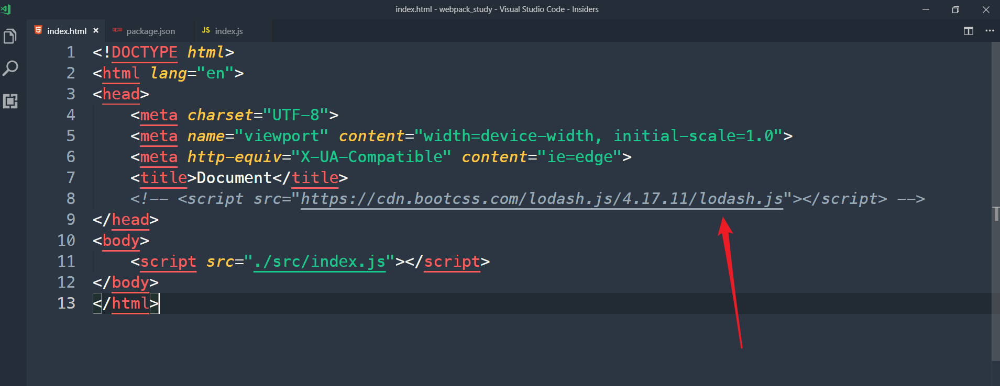 index.html - webpack_study - Visual Studio Code - Insiders
index.html × package.json JS index.js
1 <!DOCTYPE html>
2 <html lang="en">
3 <head>
4     <meta charset="UTF-8">
5     <meta name="viewport" content="width=device-width, initial-scale=1.0">
6     <meta http-equiv="X-UA-Compatible" content="ie=edge">
7     <title>Document</title>
8     <!-- <script src="https://cdn.bootcss.com/lodash.js/4.17.11/lodash.js"></script> -->
9 </head>
10 <body>
11     <script src="./src/index.js"></script>
12 </body>
13 </html>